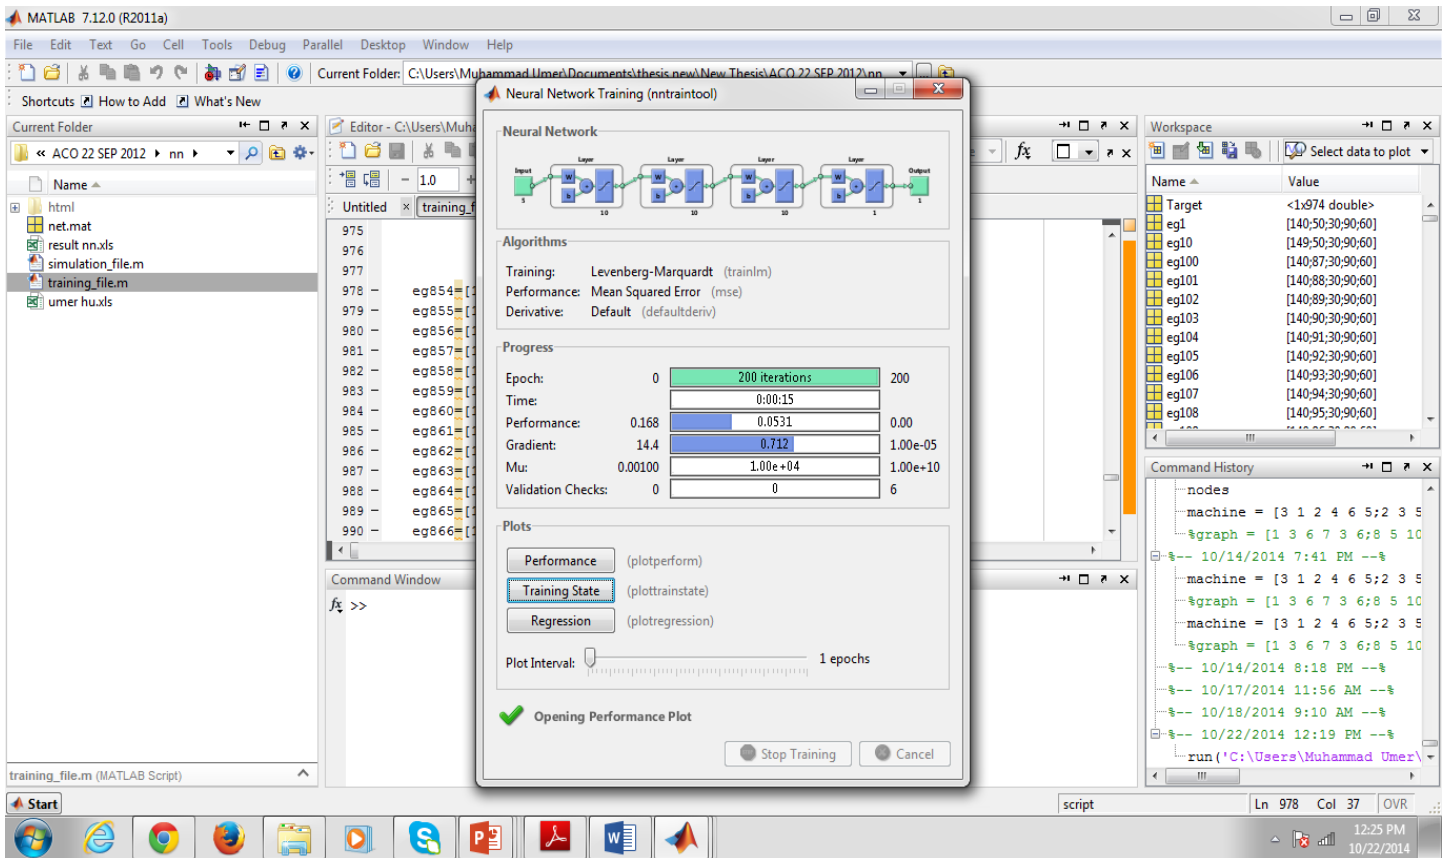 MATLAB 7.12.0 (R2011a)
File Edit Text Go Cell Tools Debug Parallel Desktop Window Help
Current Folder: C:\Users\Muhammad Umer\Documents\thesis new\New Thesis\ACO 22 SEP 2012\nn
Shortcuts How to Add What's New
Current Folder
« ACO 22 SEP 2012 nn
Name
html
net.mat
result nn.xls
simulation_file.m
training_file.m
umer hu.xls
training_file.m (MATLAB Script)
Editor - C:\Users\Muha
- 1.0 +
Untitled × training_f
975
976
977
978 – eg854=[1
979 – eg855=[1
980 – eg856=[1
981 – eg857=[1
982 – eg858=[1
983 – eg859=[1
984 – eg860=[1
985 – eg861=[1
986 – eg862=[1
987 – eg863=[1
988 – eg864=[1
989 – eg865=[1
990 – eg866=[1
Command Window
fx >>
Neural Network Training (nntraintool)
Neural Network
Input Layer Layer Layer Layer Output
W W W W
b b b b
5 10 10 10 1 1
Algorithms
Training: Levenberg-Marquardt (trainlm)
Performance: Mean Squared Error (mse)
Derivative: Default (defaultderiv)
Progress
Epoch: 0 200 iterations 200
Time: 0:00:15
Performance: 0.168 0.0531 0.00
Gradient: 14.4 0.712 1.00e-05
Mu: 0.00100 1.00e+04 1.00e+10
Validation Checks: 0 0 6
Plots
Performance (plotperform)
Training State (plottrainstate)
Regression (plotregression)
Plot Interval: 1 epochs
Opening Performance Plot
Stop Training Cancel
fx
Workspace
Select data to plot
Name Value
Target <1x974 double>
eg1 [140;50;30;90;60]
eg10 [149;50;30;90;60]
eg100 [140;87;30;90;60]
eg101 [140;88;30;90;60]
eg102 [140;89;30;90;60]
eg103 [140;90;30;90;60]
eg104 [140;91;30;90;60]
eg105 [140;92;30;90;60]
eg106 [140;93;30;90;60]
eg107 [140;94;30;90;60]
eg108 [140;95;30;90;60]
Command History
nodes
machine = [3 1 2 4 6 5;2 3 5
%graph = [1 3 6 7 3 6;8 5 10
%-- 10/14/2014 7:41 PM --%
machine = [3 1 2 4 6 5;2 3 5
%graph = [1 3 6 7 3 6;8 5 10
machine = [3 1 2 4 6 5;2 3 5
%graph = [1 3 6 7 3 6;8 5 10
%-- 10/14/2014 8:18 PM --%
%-- 10/17/2014 11:56 AM --%
%-- 10/18/2014 9:10 AM --%
%-- 10/22/2014 12:19 PM --%
run('C:\Users\Muhammad Umer\
Start
script Ln 978 Col 37 OVR
12:25 PM
10/22/2014